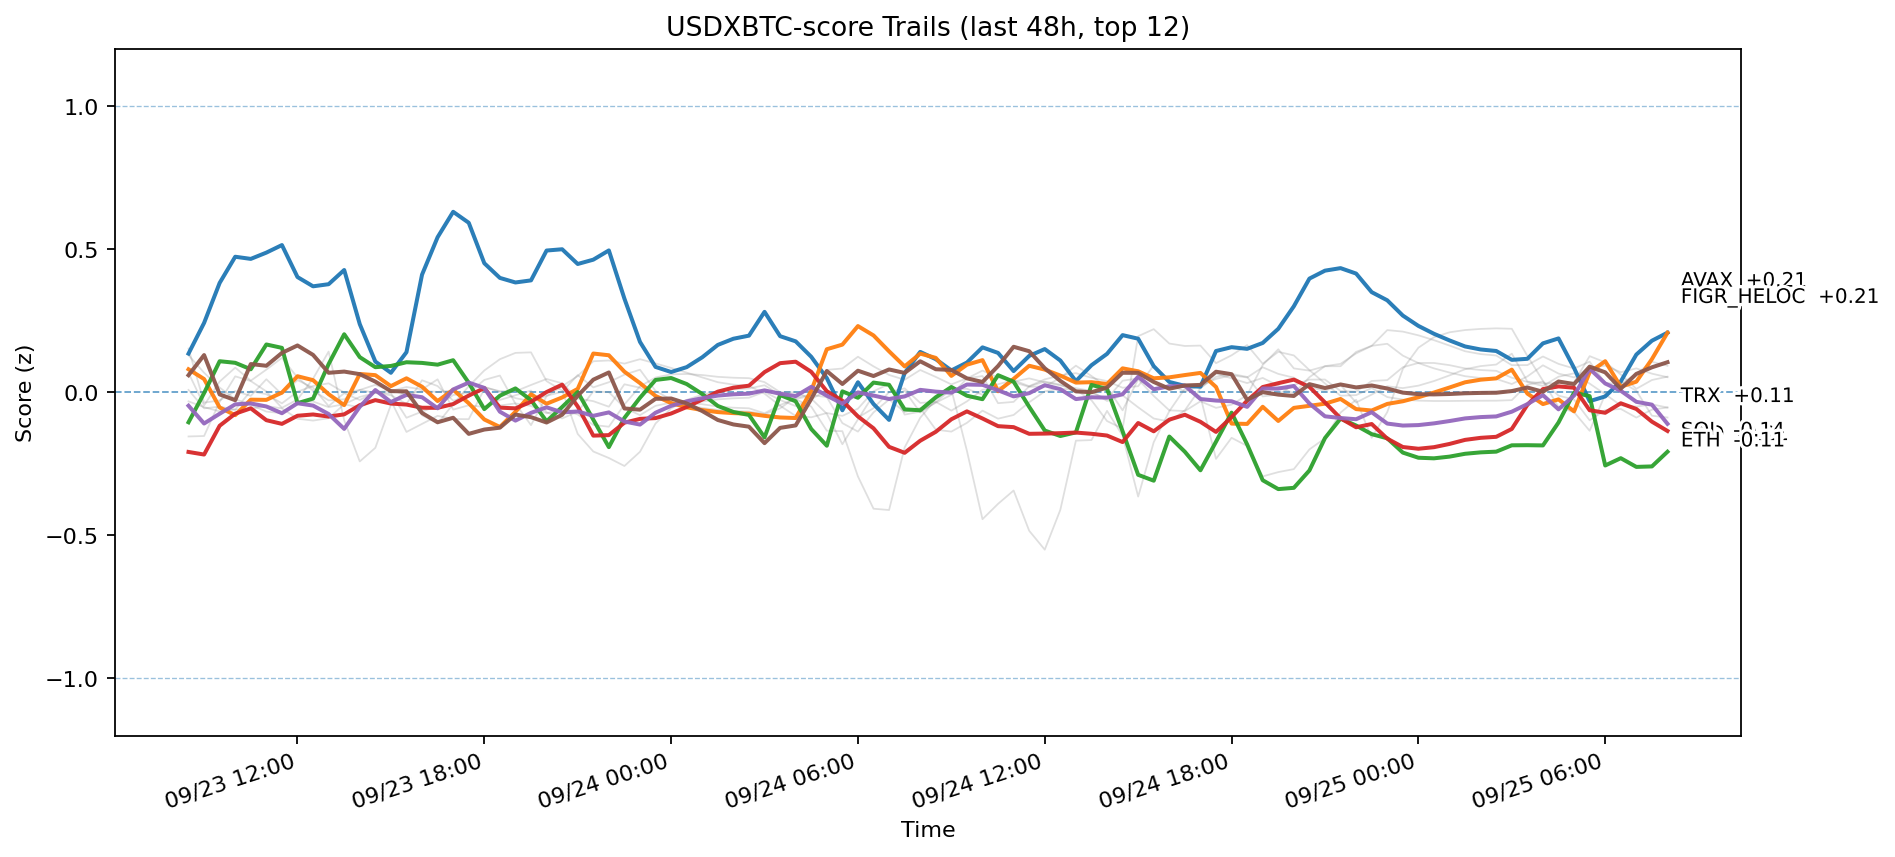 USDXBTC-score Trails (last 48h, top 12)
Score (z)
1.0
0.5
0.0
−0.5
−1.0
AVAX +0.21
FIGR_HELOC +0.21
TRX +0.11
ETH -0.11
09/23 12:00
09/23 18:00
09/24 00:00
09/24 06:00
09/24 12:00
09/24 18:00
09/25 00:00
09/25 06:00
Time